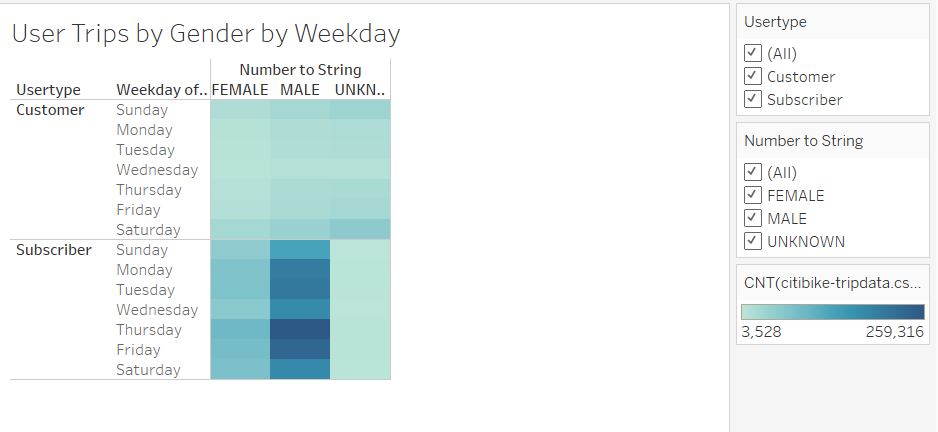 User Trips by Gender by Weekday
Number to String
Usertype Weekday of.. FEMALE MALE UNKN..
Customer Sunday
Monday
Tuesday
Wednesday
Thursday
Friday
Saturday
Subscriber Sunday
Monday
Tuesday
Wednesday
Thursday
Friday
Saturday
Usertype
(All)
Customer
Subscriber
Number to String
(All)
FEMALE
MALE
UNKNOWN
CNT(citibike-tripdata.cs...
3,528 259,316